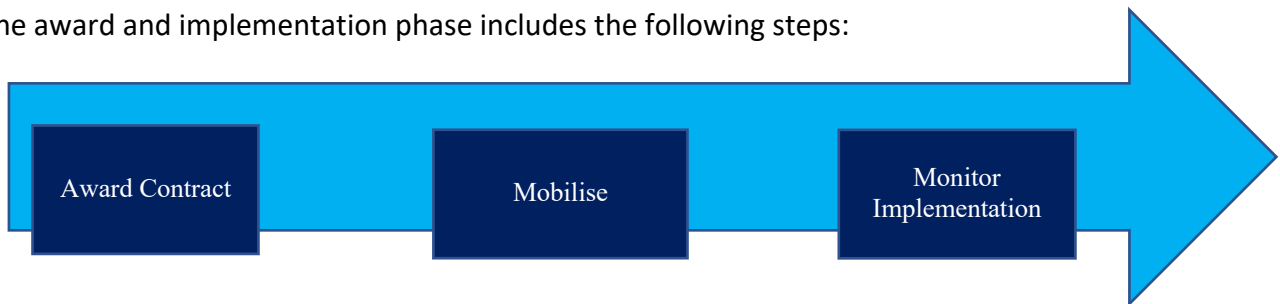 he award and implementation phase includes the following steps:
Award Contract
Mobilise
Monitor
Implementation